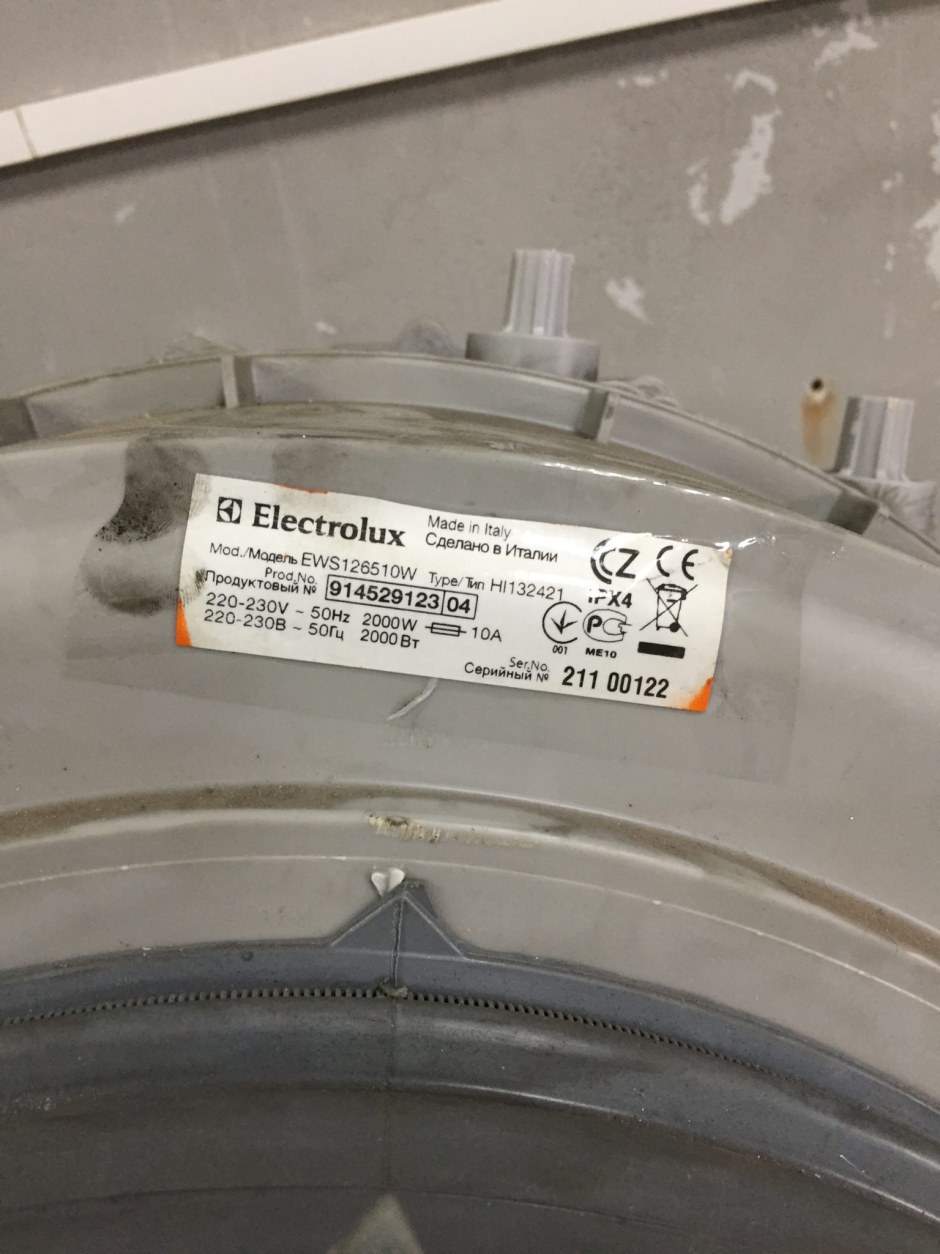 Electrolux
Made in Italy
Сделано в Италии
Mod./Модель EWS126510W Type/Тип HI132421
Prod.No.
Продуктовый № 914529123 04
220-230V ~ 50Hz 2000W 10A
220-230В ~ 50Гц 2000Вт
CE
IPX4
001
РС
ME10
Ser.No.
Серийный № 211 00122